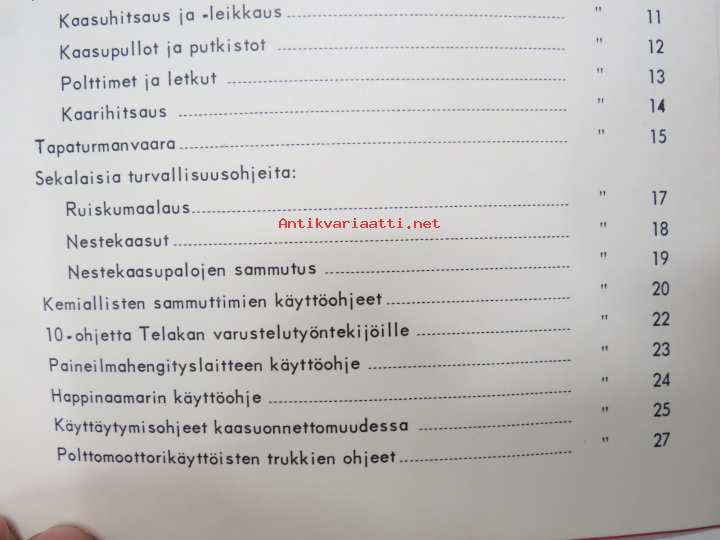 Kaasuhitsaus ja -leikkaus " 11
Kaasupullot ja putkistot " 12
Polttimet ja letkut " 13
Kaarihitsaus " 14
Tapaturmanvaara " 15
Sekalaisia turvallisuusohjeita:
Ruiskumaalaus " 17
Antikvariaatti.net
Nestekaasut " 18
Nestekaasupalojen sammutus " 19
Kemiallisten sammuttimien käyttöohjeet " 20
10-ohjetta Telakan varustelutyöntekijöille " 22
Paineilmahengityslaitteen käyttöohje " 23
Happinaamarin käyttöohje " 24
Käyttäytymisohjeet kaasuonnettomuudessa " 25
Polttomoottorikäyttöisten trukkien ohjeet " 27